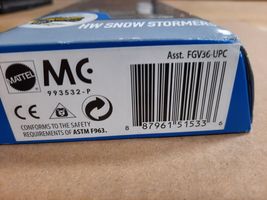 HW SNOW STORMER
Asst. FGV36-UPC
MATTEL
MC
993532-P
CE
CONFORMS TO THE SAFETY
REQUIREMENTS OF ASTM F963.
8 87961 51533 6